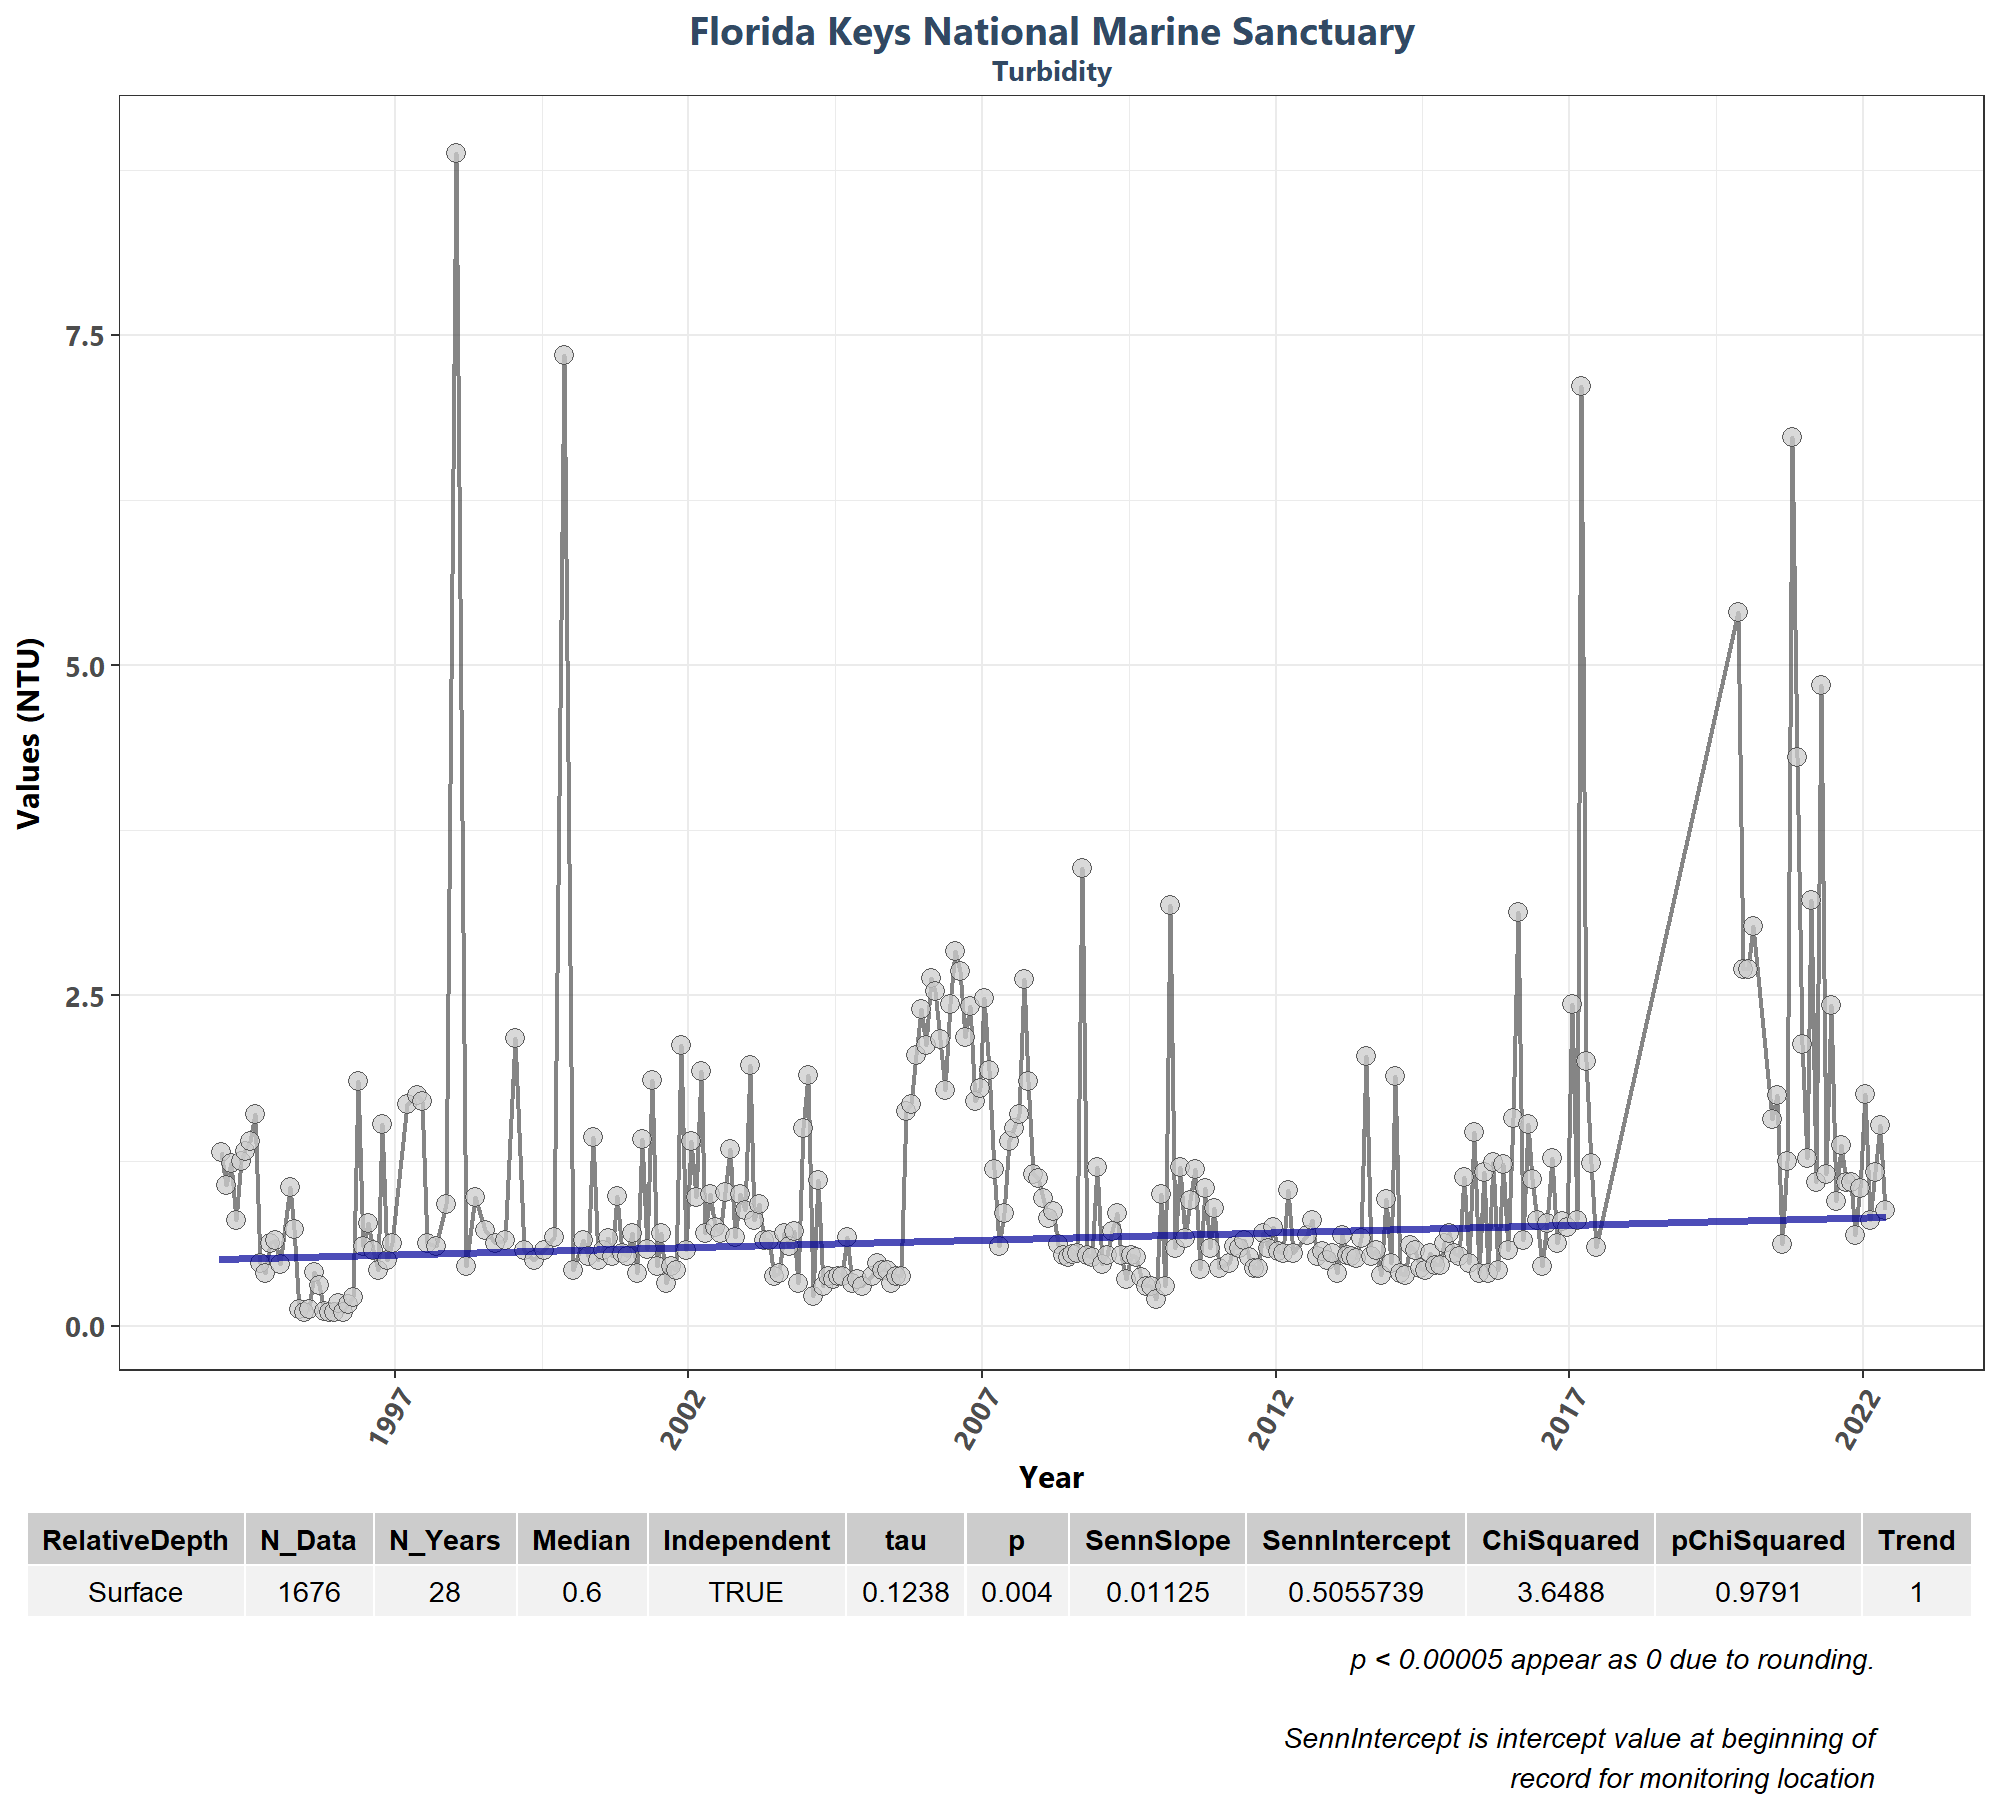 Florida Keys National Marine Sanctuary
Turbidity
Values (NTU)
7.5
5.0
2.5
0.0
1997 2002 2007 2012 2017 2022
Year
RelativeDepth N_Data N_Years Median Independent tau p SennSlope SennIntercept ChiSquared pChiSquared Trend
Surface 1676 28 0.6 TRUE 0.1238 0.004 0.01125 0.5055739 3.6488 0.9791 1
p < 0.00005 appear as 0 due to rounding.
SennIntercept is intercept value at beginning of
record for monitoring location